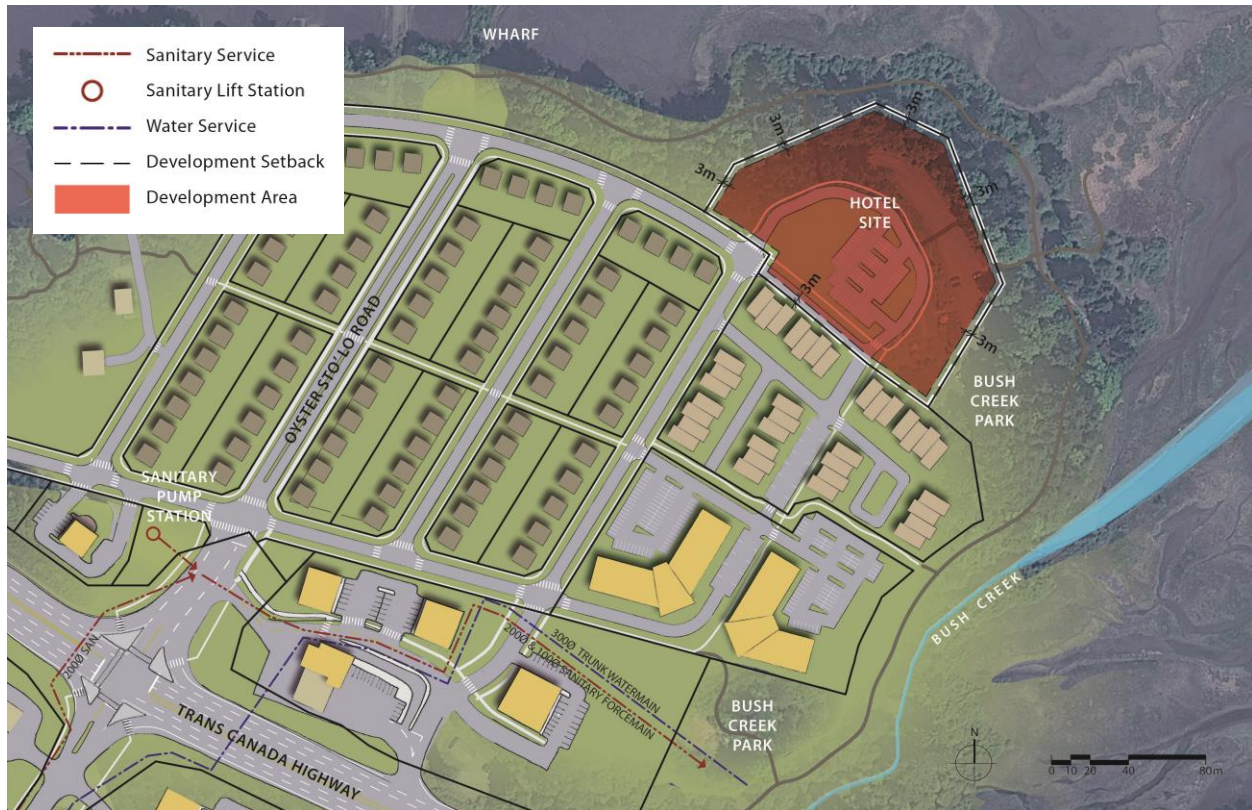 Sanitary Service
Sanitary Lift Station
Water Service
Development Setback
Development Area
WHARF
3m
3m
3m
3m
HOTEL
SITE
3m
3m
OYSTER STO'LO ROAD
BUSH
CREEK
PARK
SANITARY
PUMP
STATION
200Ø SAN
300Ø TRUNK WATERMAIN
200Ø & 100Ø SANITARY FORCEMAIN
BUSH CREEK
BUSH
CREEK
PARK
TRANS CANADA HIGHWAY
N
0 10 20 40 80m